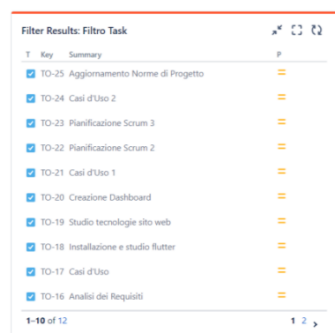 Filter Results: Filtro Task
T Key Summary P
TO-25 Aggiornamento Norme di Progetto
TO-24 Casi d'Uso 2
TO-23 Pianificazione Scrum 3
TO-22 Pianificazione Scrum 2
TO-21 Casi d'Uso 1
TO-20 Creazione Dashboard
TO-19 Studio tecnologie sito web
TO-18 Installazione e studio flutter
TO-17 Casi d'Uso
TO-16 Analisi dei Requisiti
1–10 of 12 1 2